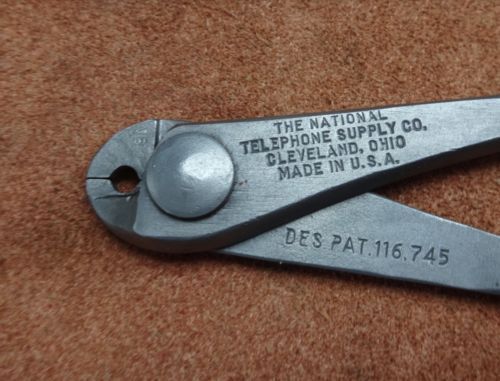 THE NATIONAL
TELEPHONE SUPPLY CO.
CLEVELAND, OHIO
MADE IN U.S.A.
DES PAT. 116,745